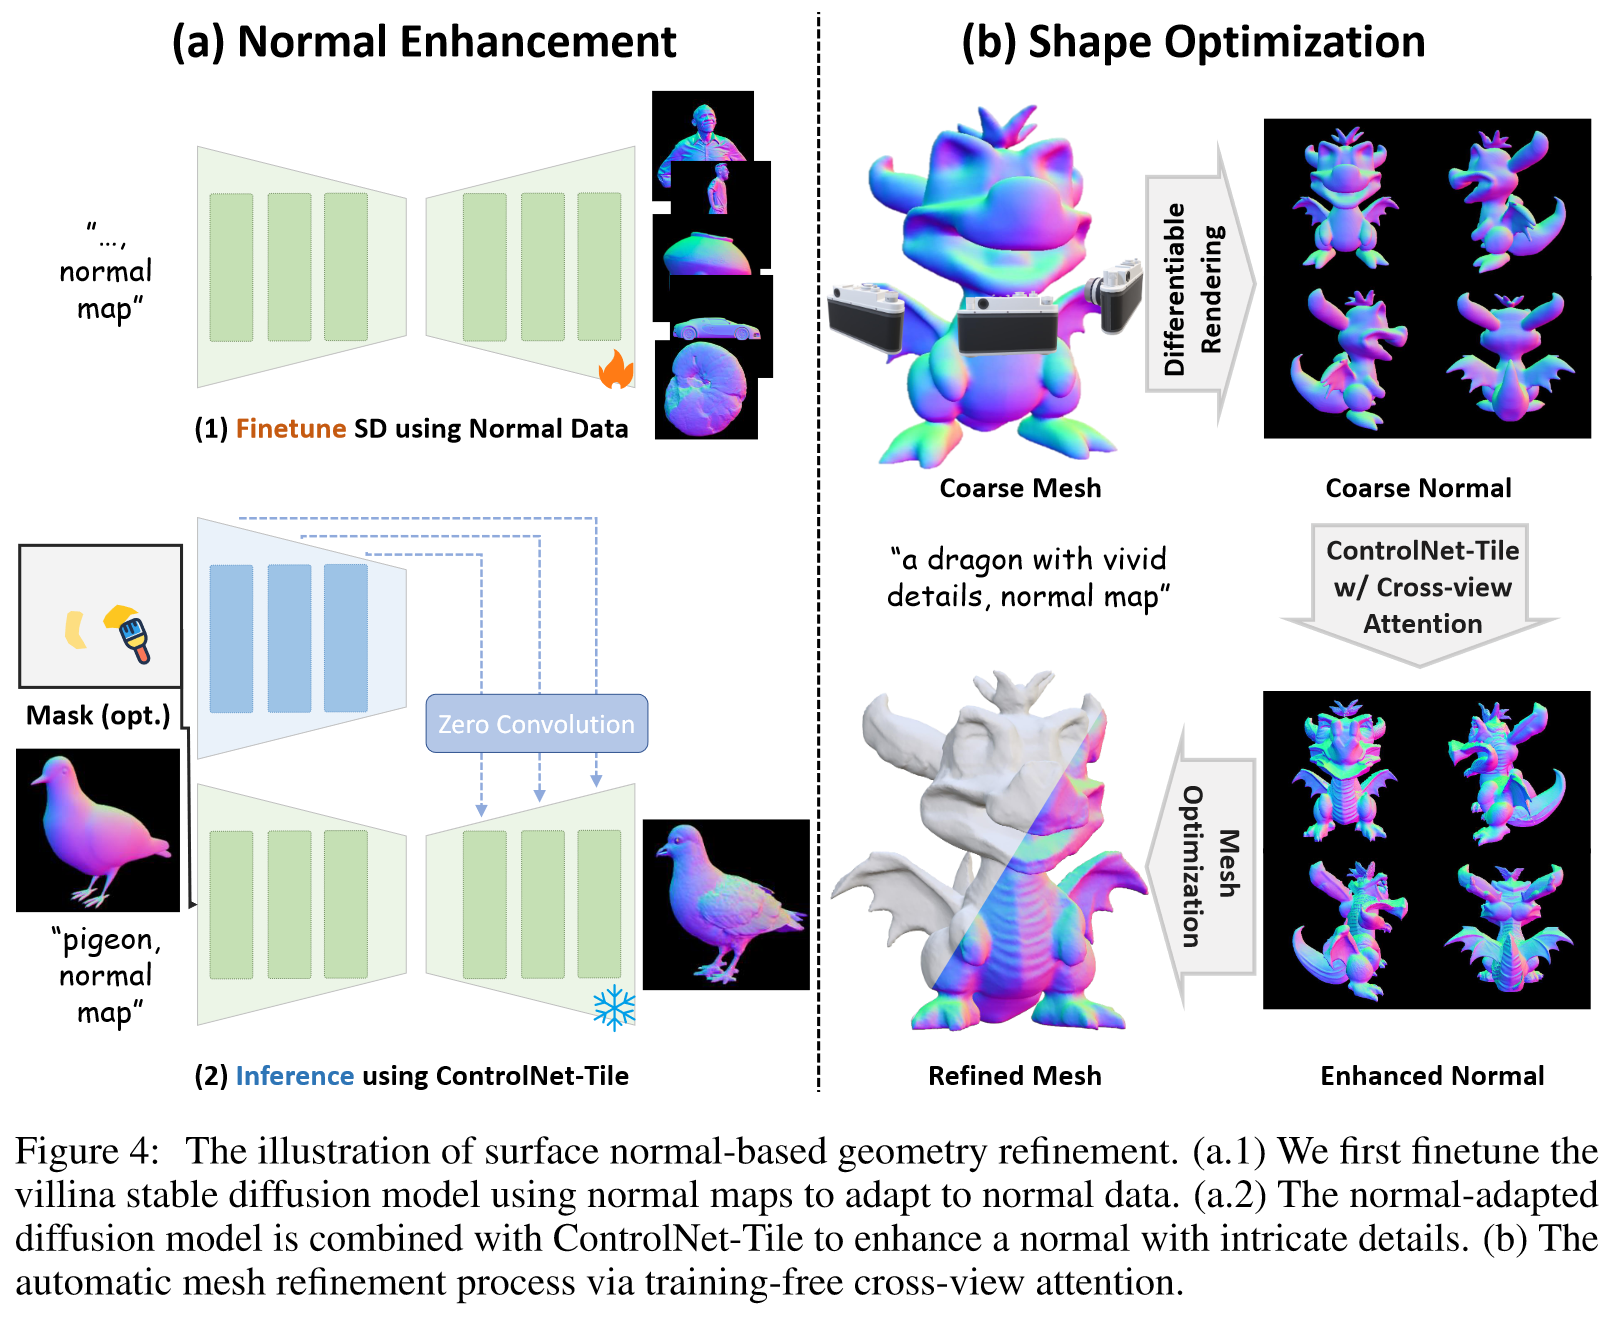 (a) Normal Enhancement
“…,
normal
map”
(1) Finetune SD using Normal Data
Mask (opt.)
Zero Convolution
“pigeon,
normal
map”
(2) Inference using ControlNet-Tile
(b) Shape Optimization
Differentiable
Rendering
Coarse Mesh
Coarse Normal
“a dragon with vivid
details, normal map”
ControlNet-Tile
w/ Cross-view
Attention
Mesh
Optimization
Refined Mesh
Enhanced Normal
Figure 4: The illustration of surface normal-based geometry refinement. (a.1) We first finetune the
villina stable diffusion model using normal maps to adapt to normal data. (a.2) The normal-adapted
diffusion model is combined with ControlNet-Tile to enhance a normal with intricate details. (b) The
automatic mesh refinement process via training-free cross-view attention.